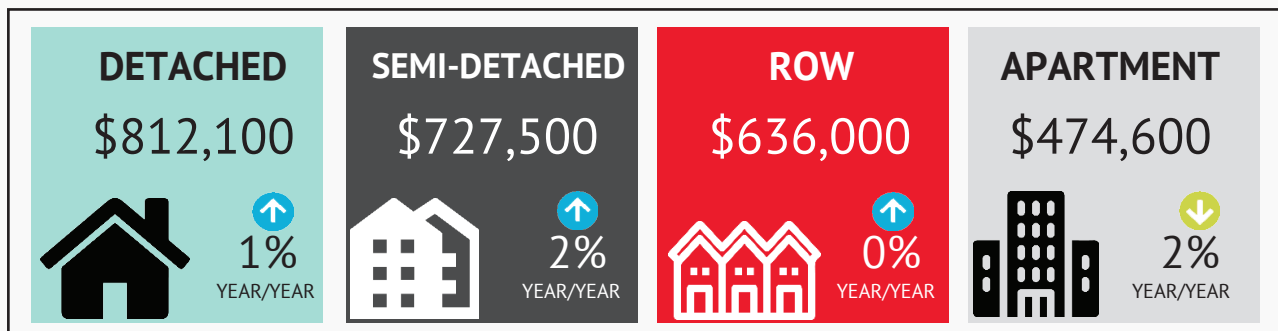 DETACHED
$812,100
1%
YEAR/YEAR
SEMI-DETACHED
$727,500
2%
YEAR/YEAR
ROW
$636,000
0%
YEAR/YEAR
APARTMENT
$474,600
2%
YEAR/YEAR